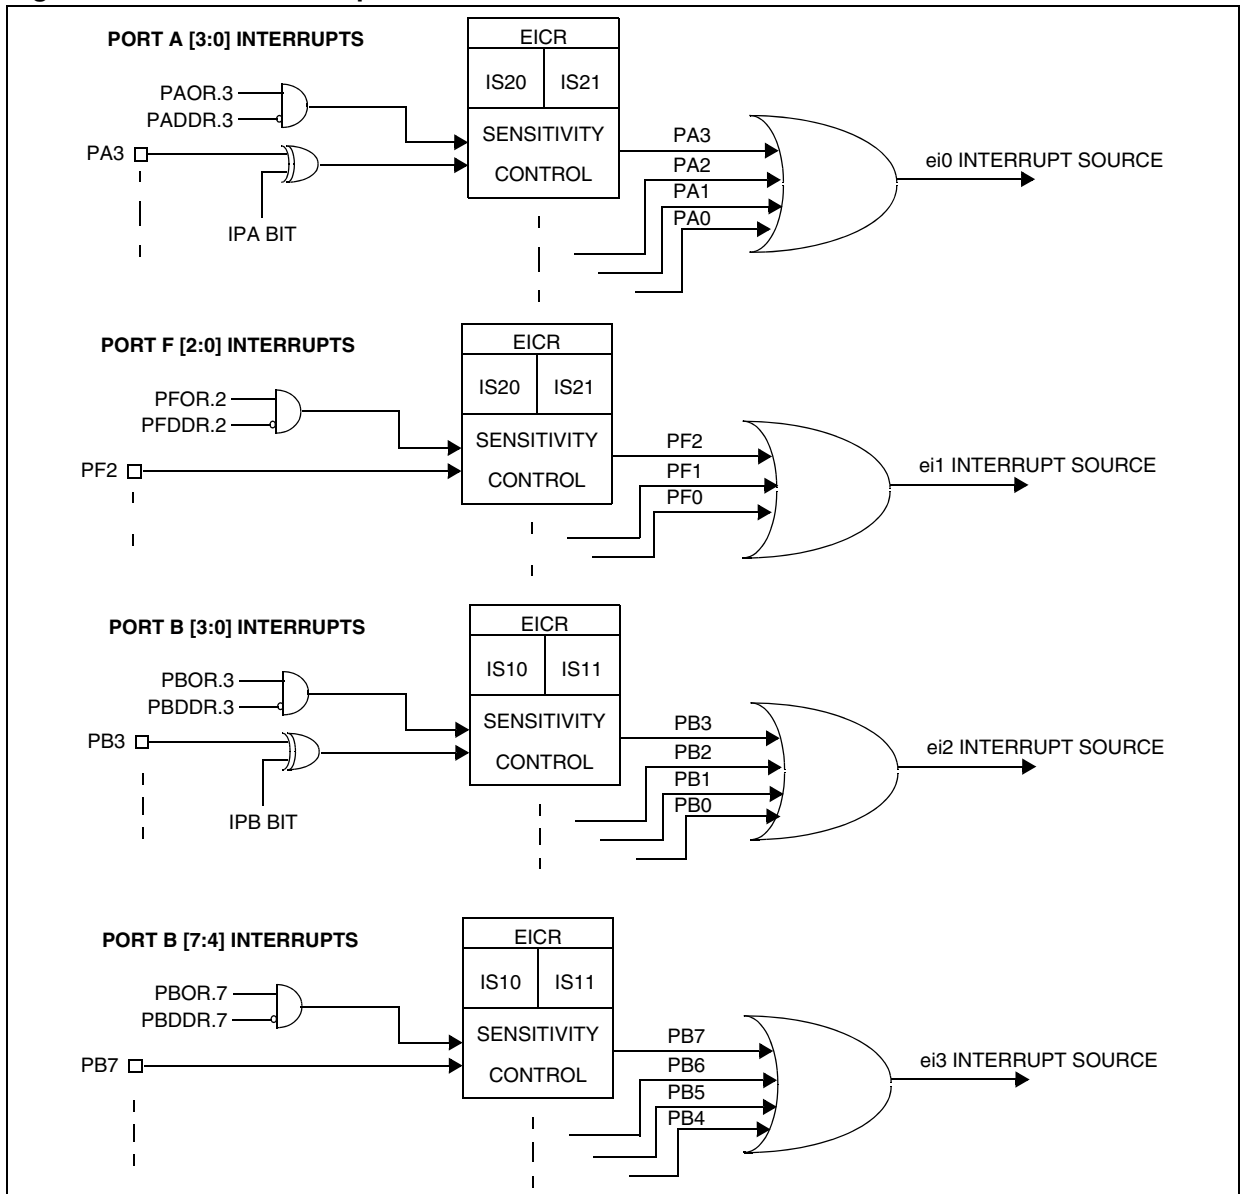 PORT A [3:0] INTERRUPTS
EICR
IS20 IS21
PAOR.3
PADDR.3
SENSITIVITY
CONTROL
PA3
IPA BIT
PA3
PA2
PA1
PA0
ei0 INTERRUPT SOURCE
PORT F [2:0] INTERRUPTS
EICR
IS20 IS21
PFOR.2
PFDDR.2
SENSITIVITY
CONTROL
PF2
PF2
PF1
PF0
ei1 INTERRUPT SOURCE
PORT B [3:0] INTERRUPTS
EICR
IS10 IS11
PBOR.3
PBDDR.3
SENSITIVITY
CONTROL
PB3
IPB BIT
PB3
PB2
PB1
PB0
ei2 INTERRUPT SOURCE
PORT B [7:4] INTERRUPTS
EICR
IS10 IS11
PBOR.7
PBDDR.7
SENSITIVITY
CONTROL
PB7
PB7
PB6
PB5
PB4
ei3 INTERRUPT SOURCE